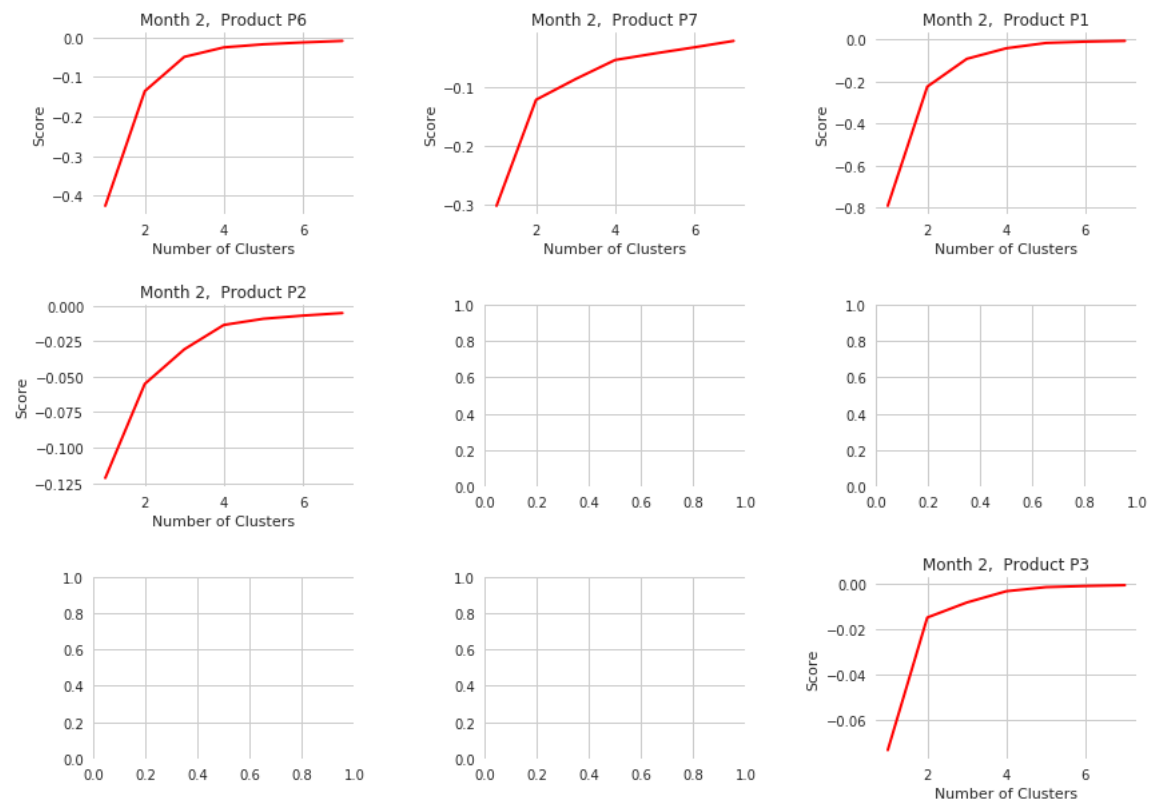 Month 2,  Product P6
0.0
−0.1
−0.2
−0.3
−0.4
Score
2 4 6
Number of Clusters
Month 2,  Product P7
−0.1
−0.2
−0.3
Score
2 4 6
Number of Clusters
Month 2,  Product P1
0.0
−0.2
−0.4
−0.6
−0.8
Score
2 4 6
Number of Clusters
Month 2,  Product P2
0.000
−0.025
−0.050
−0.075
−0.100
−0.125
Score
2 4 6
Number of Clusters
1.0
0.8
0.6
0.4
0.2
0.0
0.0 0.2 0.4 0.6 0.8 1.0
1.0
0.8
0.6
0.4
0.2
0.0
0.0 0.2 0.4 0.6 0.8 1.0
1.0
0.8
0.6
0.4
0.2
0.0
0.0 0.2 0.4 0.6 0.8 1.0
1.0
0.8
0.6
0.4
0.2
0.0
0.0 0.2 0.4 0.6 0.8 1.0
Month 2,  Product P3
0.00
−0.02
−0.04
−0.06
Score
2 4 6
Number of Clusters